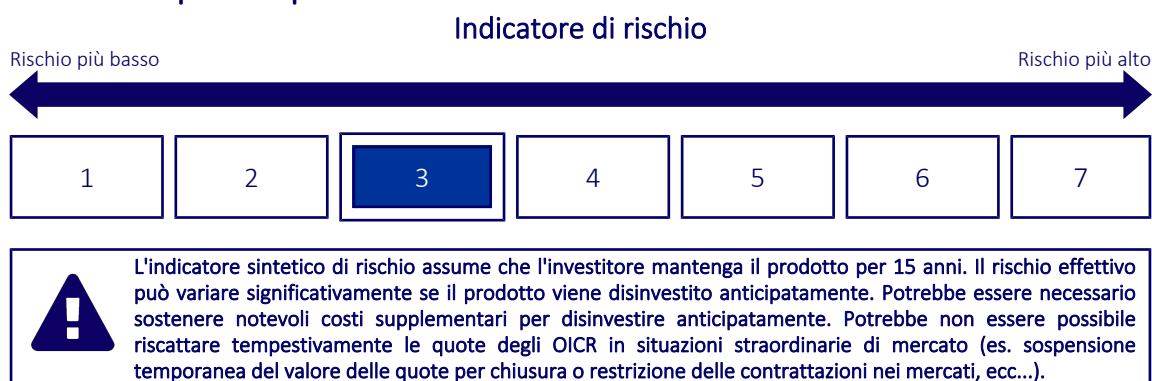 Indicatore di rischio
Rischio più basso Rischio più alto
1 2 3 4 5 6 7
L'indicatore sintetico di rischio assume che l'investitore mantenga il prodotto per 15 anni. Il rischio effettivo
può variare significativamente se il prodotto viene disinvestito anticipatamente. Potrebbe essere necessario
sostenere notevoli costi supplementari per disinvestire anticipatamente. Potrebbe non essere possibile
riscattare tempestivamente le quote degli OICR in situazioni straordinarie di mercato (es. sospensione
temporanea del valore delle quote per chiusura o restrizione delle contrattazioni nei mercati, ecc...).